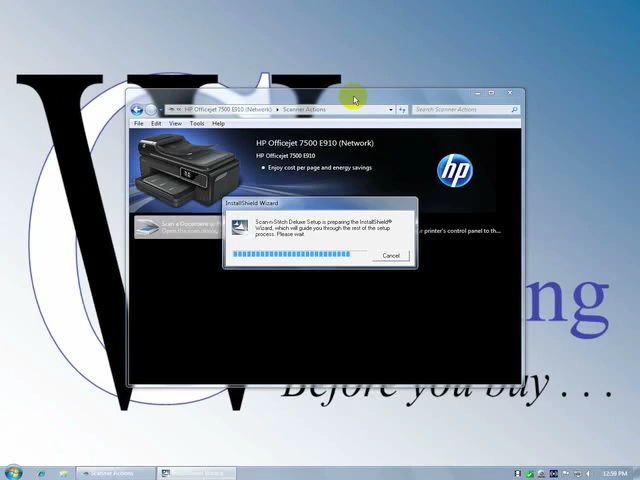 HP Officejet 7500 E910 (Network) Scanner Actions
Search Scanner Actions
File Edit View Tools Help
HP Officejet 7500 E910 (Network)
HP Officejet 7500 E910
Enjoy cost per page and energy savings
hp
InstallShield Wizard
Scan-n-Stitch Deluxe Setup is preparing the InstallShield®
Wizard, which will guide you through the rest of the setup
process. Please wait.
Cancel
Scan a Document or
printer's control panel to th...
ng
Before you buy . . .
Scanner Actions
12:59 PM